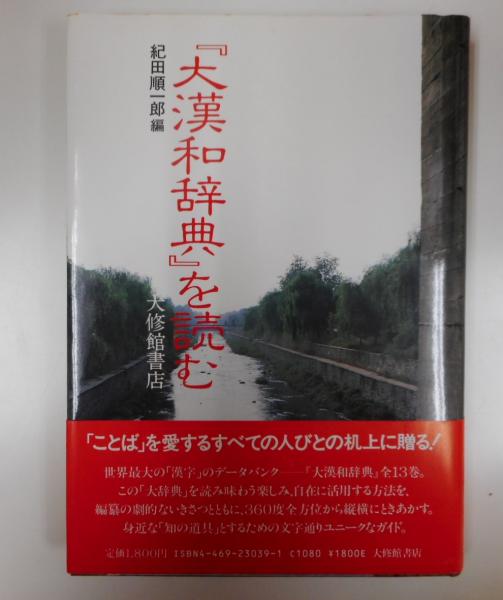 『大漢和辞典』を読む
紀田順一郎 編
大修館書店
「ことば」を愛するすべての人びとの机上に贈る!
世界最大の「漢字」のデータバンク──『大漢和辞典』全13巻。
この「大辞典」を読み味わう楽しみ、自在に活用する方法を、
編纂の劇的ないきさつとともに、360度全方位から縦横にときあかす。
身近な「知の道具」とするための文字通りユニークなガイド。
定価1,800円 ISBN4-469-23039-1 C1080 ¥1800E 大修館書店